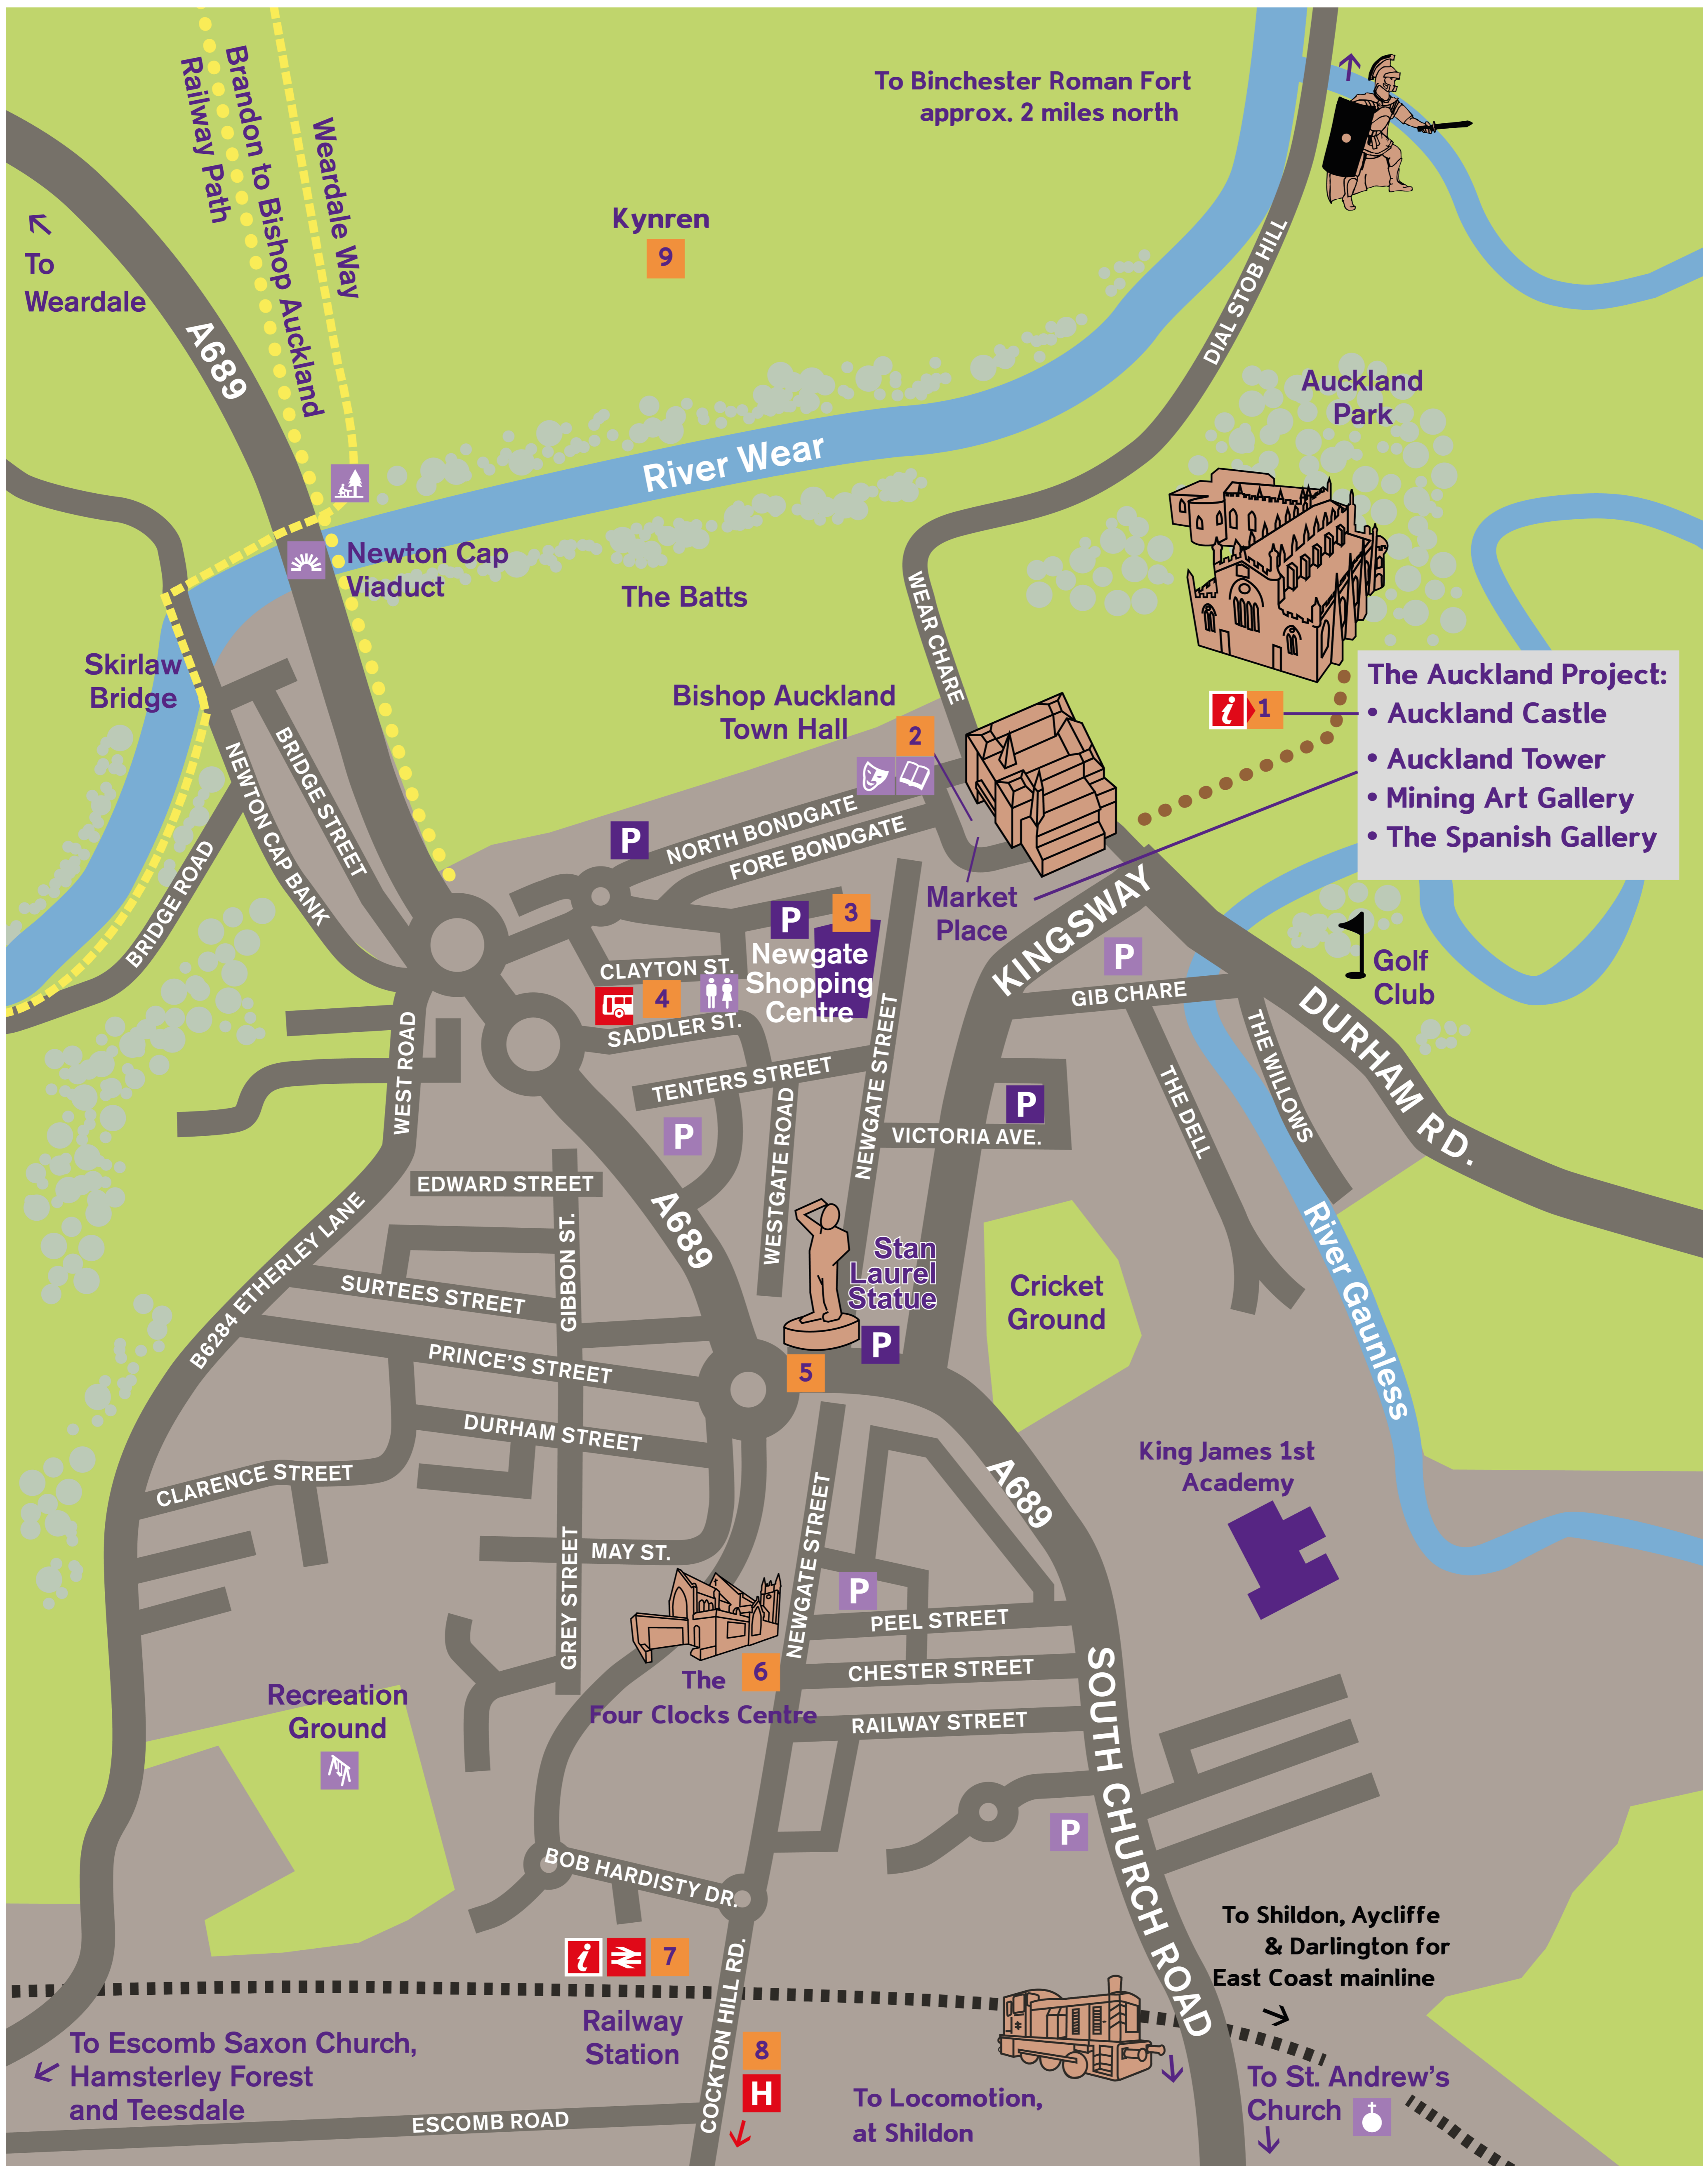 To Binchester Roman Fort
approx. 2 miles north
Brandon to Bishop Auckland
Railway Path
Weardale Way
To
Weardale
A689
Kynren
9
DIAL STOB HILL
Auckland
Park
River Wear
Newton Cap
Viaduct
The Batts
WEAR CHARE
Skirlaw
Bridge
Bishop Auckland
Town Hall
2
i
1
The Auckland Project:
• Auckland Castle
• Auckland Tower
• Mining Art Gallery
• The Spanish Gallery
BRIDGE STREET
NEWTON CAP BANK
BRIDGE ROAD
P
NORTH BONDGATE
FORE BONDGATE
Market
Place
KINGSWAY
P
3
Newgate
Shopping
Centre
CLAYTON ST.
4
SADDLER ST.
P
GIB CHARE
Golf
Club
DURHAM RD.
THE WILLOWS
THE DELL
WEST ROAD
TENTERS STREET
NEWGATE STREET
P
P
VICTORIA AVE.
WESTGATE ROAD
EDWARD STREET
A689
GIBBON ST.
B6284 ETHERLEY LANE
SURTEES STREET
Stan
Laurel
Statue
P
5
Cricket
Ground
River Gaunless
PRINCE'S STREET
DURHAM STREET
CLARENCE STREET
A689
King James 1st
Academy
NEWGATE STREET
MAY ST.
GREY STREET
P
PEEL STREET
CHESTER STREET
RAILWAY STREET
The
6
Four Clocks Centre
SOUTH CHURCH ROAD
Recreation
Ground
P
BOB HARDISTY DR.
To Shildon, Aycliffe
& Darlington for
East Coast mainline
i
7
Railway
Station
COCKTON HILL RD.
8
H
To Escomb Saxon Church,
Hamsterley Forest
and Teesdale
ESCOMB ROAD
To Locomotion,
at Shildon
To St. Andrew's
Church